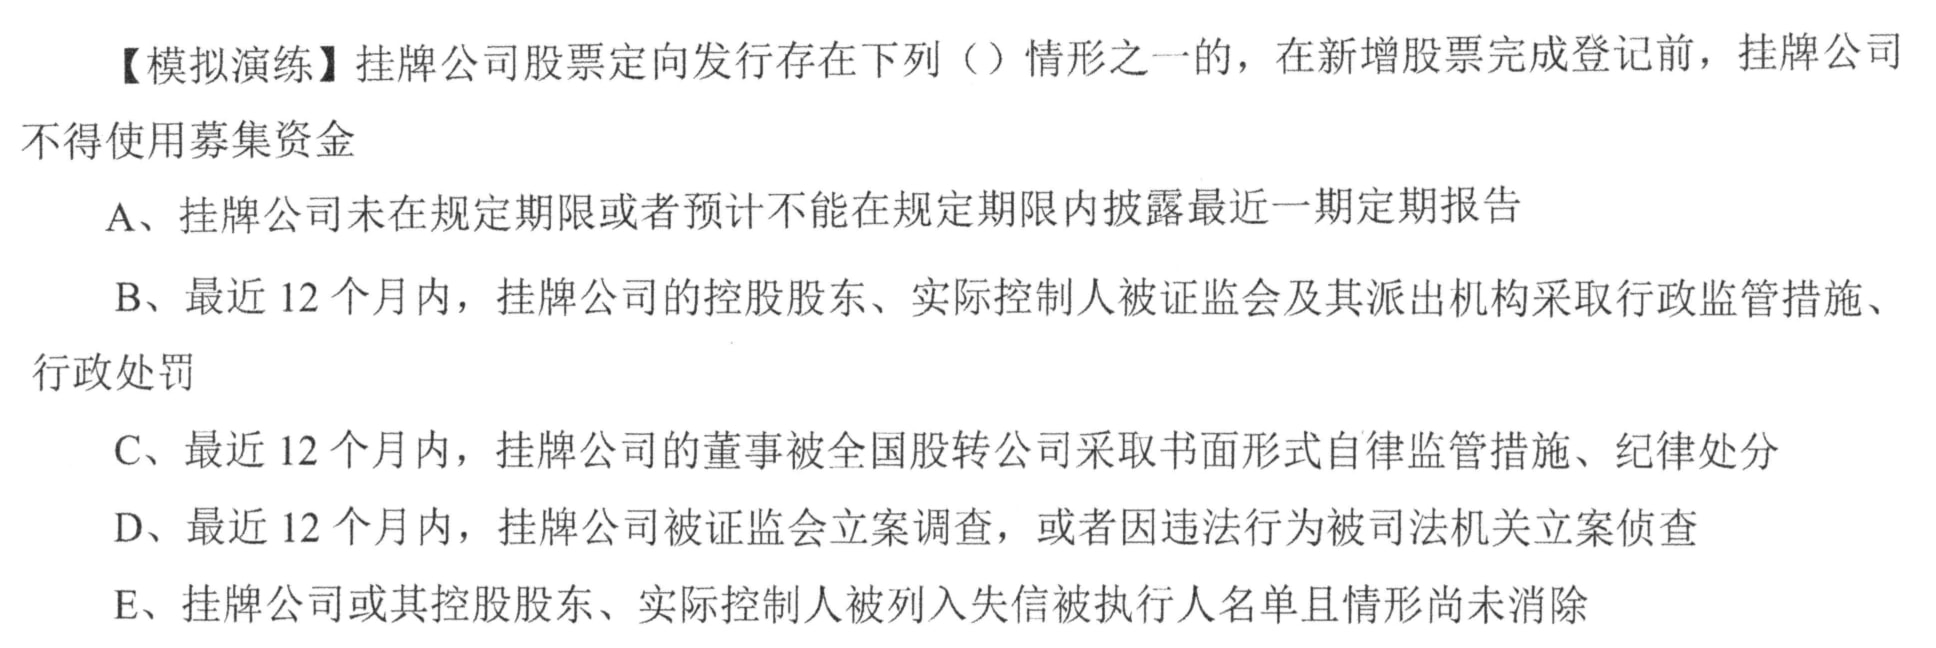 【模拟演练】挂牌公司股票定向发行存在下列（）情形之一的，在新增股票完成登记前，挂牌公司
不得使用募集资金
A、挂牌公司未在规定期限或者预计不能在规定期限内披露最近一期定期报告
B、最近 12 个月内，挂牌公司的控股股东、实际控制人被证监会及其派出机构采取行政监管措施、
行政处罚
C、最近 12 个月内，挂牌公司的董事被全国股转公司采取书面形式自律监管措施、纪律处分
D、最近 12 个月内，挂牌公司被证监会立案调查，或者因违法行为被司法机关立案侦查
E、挂牌公司或其控股股东、实际控制人被列入失信被执行人名单且情形尚未消除